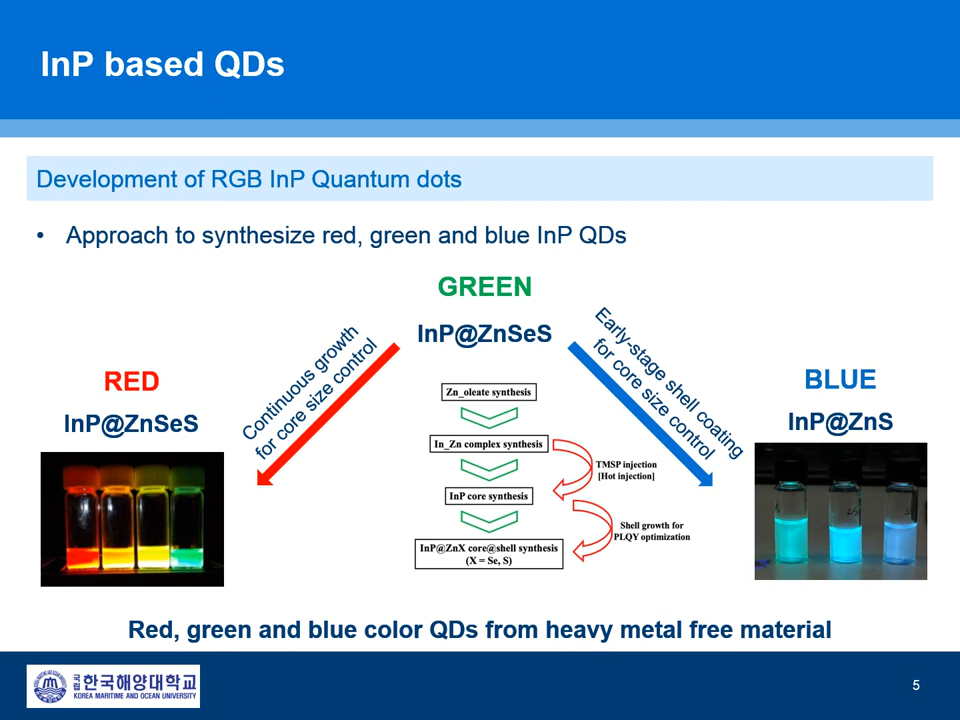 InP based QDs
Development of RGB InP Quantum dots
• Approach to synthesize red, green and blue InP QDs
GREEN
InP@ZnSeS
Continuous growth
for core size control
Early-stage shell coating
for core size control
RED
InP@ZnSeS
BLUE
InP@ZnS
Zn_oleate synthesis
In_Zn complex synthesis
TMSP injection
[Hot injection]
InP core synthesis
Shell growth for
PLQY optimization
InP@ZnX core@shell synthesis
(X = Se, S)
Red, green and blue color QDs from heavy metal free material
국립 한국해양대학교
KOREA MARITIME AND OCEAN UNIVERSITY
5